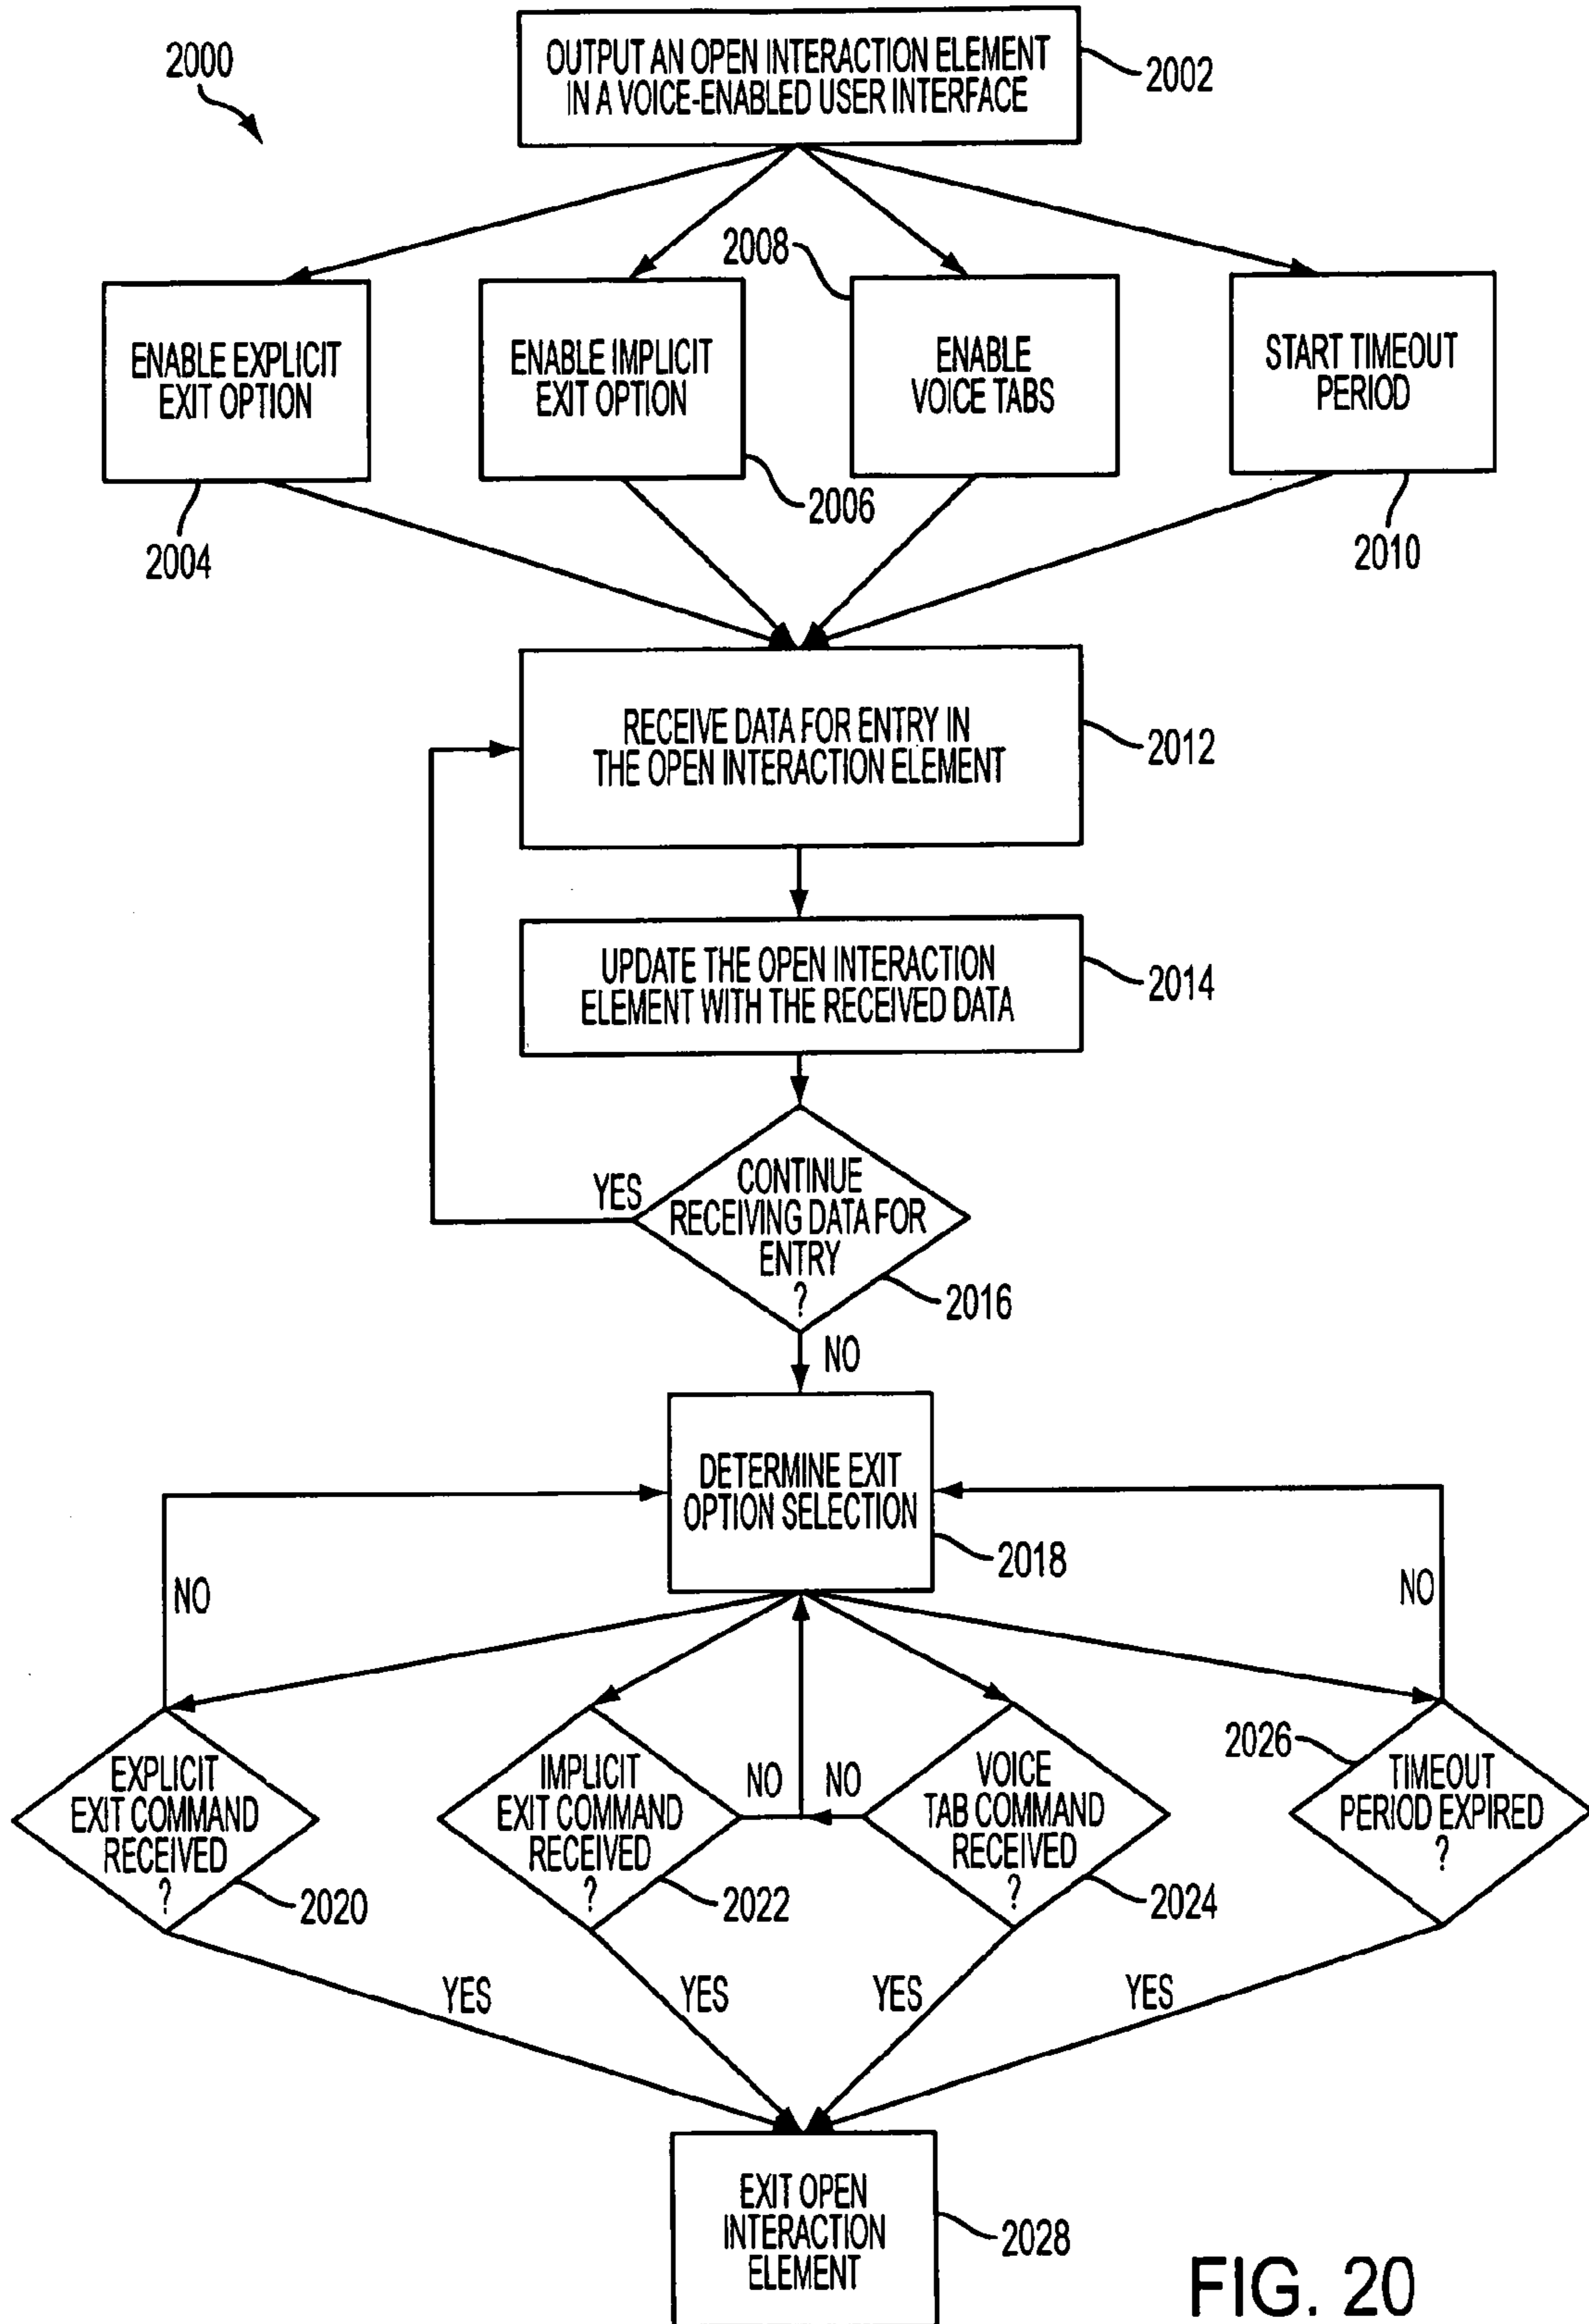 2000
OUTPUT AN OPEN INTERACTION ELEMENT
IN A VOICE-ENABLED USER INTERFACE
2002
ENABLE EXPLICIT
EXIT OPTION
2004
ENABLE IMPLICIT
EXIT OPTION
2006
2008
ENABLE
VOICE TABS
START TIMEOUT
PERIOD
2010
RECEIVE DATA FOR ENTRY IN
THE OPEN INTERACTION ELEMENT
2012
UPDATE THE OPEN INTERACTION
ELEMENT WITH THE RECEIVED DATA
2014
YES
CONTINUE
RECEIVING DATA FOR
ENTRY
?
2016
NO
DETERMINE EXIT
OPTION SELECTION
2018
NO
NO
EXPLICIT
EXIT COMMAND
RECEIVED
?
2020
IMPLICIT
EXIT COMMAND
RECEIVED
?
2022
NO
NO
VOICE
TAB COMMAND
RECEIVED
?
2024
2026
TIMEOUT
PERIOD EXPIRED
?
YES
YES
YES
YES
EXIT OPEN
INTERACTION
ELEMENT
2028
FIG. 20